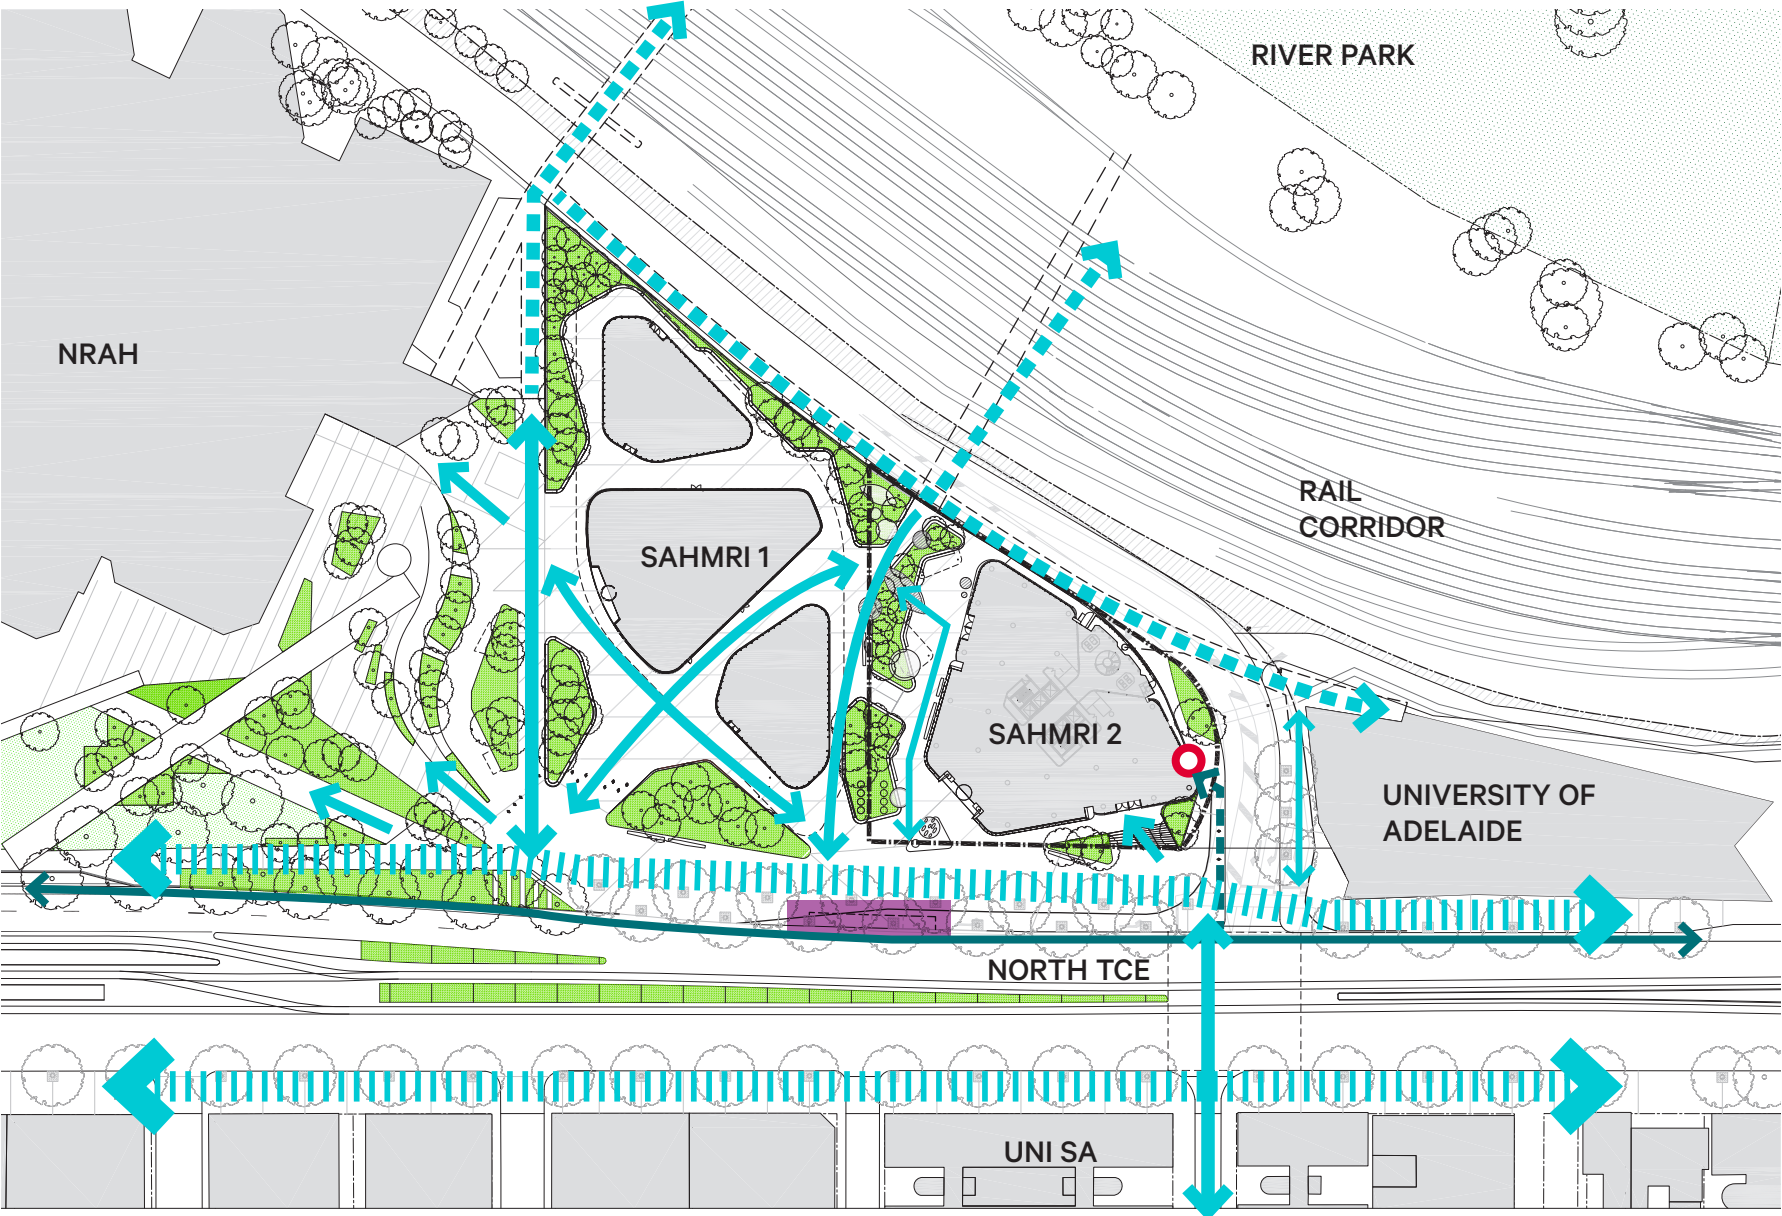 RIVER PARK
NRAH
RAIL
CORRIDOR
SAHMRI 1
SAHMRI 2
UNIVERSITY OF
ADELAIDE
NORTH TCE
UNI SA